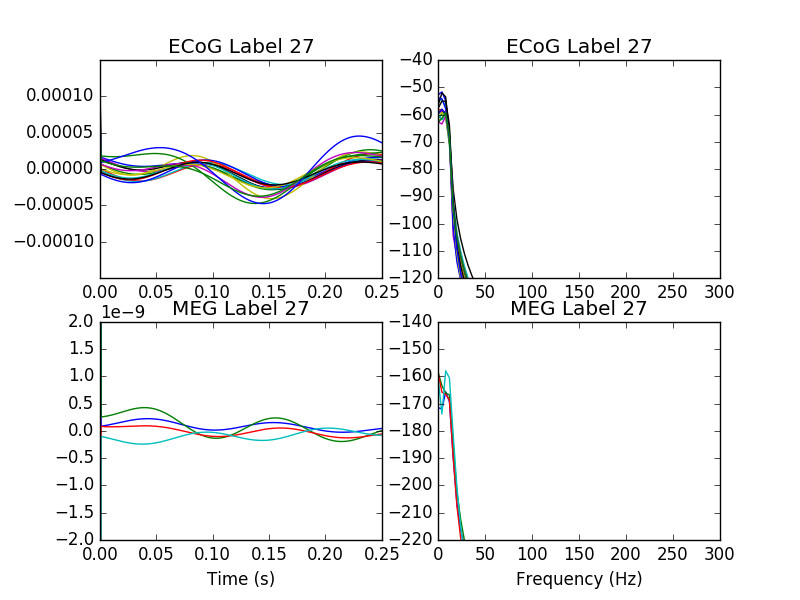 ECoG Label 27
0.00010
0.00005
0.00000
−0.00005
−0.00010
0.00 0.05 0.10 0.15 0.20 0.25
ECoG Label 27
−40
−50
−60
−70
−80
−90
−100
−110
−120
0 50 100 150 200 250 300
MEG Label 27
1e−9
2.0
1.5
1.0
0.5
0.0
−0.5
−1.0
−1.5
−2.0
0.00 0.05 0.10 0.15 0.20 0.25
Time (s)
MEG Label 27
−140
−150
−160
−170
−180
−190
−200
−210
−220
0 50 100 150 200 250 300
Frequency (Hz)